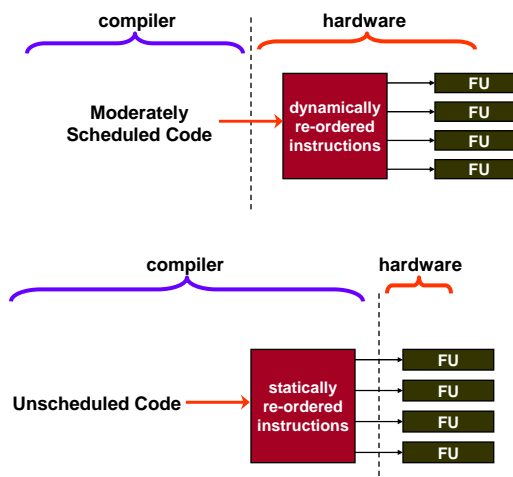 compiler
hardware
Moderately
Scheduled Code
dynamically
re-ordered
instructions
FU
FU
FU
FU
compiler
hardware
Unscheduled Code
statically
re-ordered
instructions
FU
FU
FU
FU